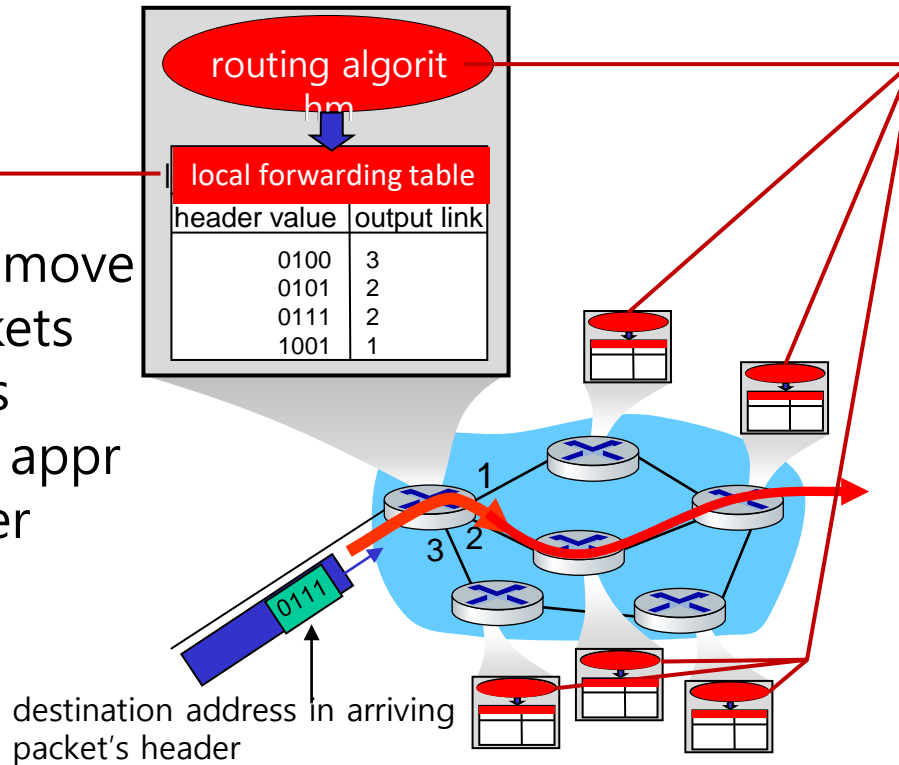 routing algorit
hm
local forwarding table
header value output link
0100 3
0101 2
0111 2
1001 1
move
kets
s
appr
er
1
2
3
0111
destination address in arriving
packet's header